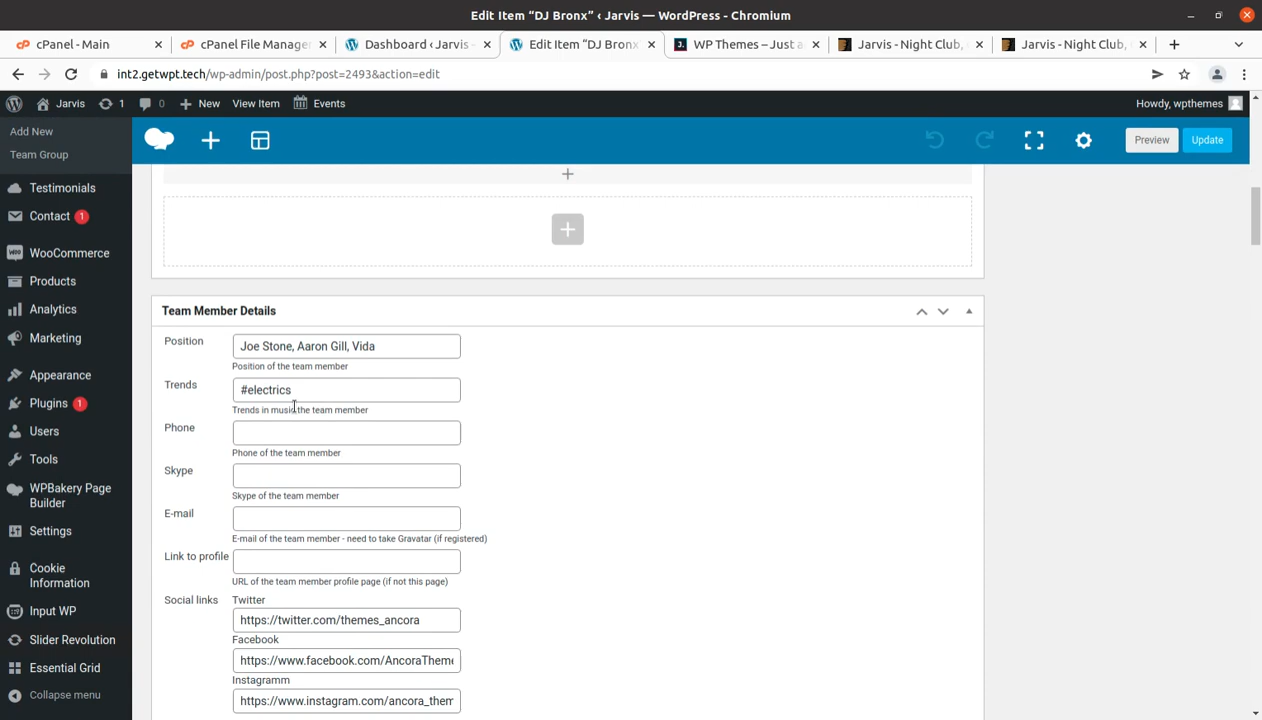 Edit Item “DJ Bronx” ‹ Jarvis — WordPress - Chromium
cPanel - Main
cPanel File Manager
Dashboard ‹ Jarvis -
Edit Item “DJ Bronx
WP Themes – Just a
Jarvis - Night Club,
Jarvis - Night Club,
int2.getwpt.tech/wp-admin/post.php?post=2493&action=edit
Jarvis
1
0
New
View Item
Events
Howdy, wpthemes
Add New
Team Group
Testimonials
Contact 1
WooCommerce
Products
Analytics
Marketing
Appearance
Plugins 1
Users
Tools
WPBakery Page
Builder
Settings
Cookie
Information
Input WP
Slider Revolution
Essential Grid
Collapse menu
Preview
Update
Team Member Details
Position
Joe Stone, Aaron Gill, Vida
Position of the team member
Trends
#electrics
Trends in music the team member
Phone
Phone of the team member
Skype
Skype of the team member
E-mail
E-mail of the team member - need to take Gravatar (if registered)
Link to profile
URL of the team member profile page (if not this page)
Social links
Twitter
https://twitter.com/themes_ancora
Facebook
https://www.facebook.com/AncoraTheme
Instagramm
https://www.instagram.com/ancora_them